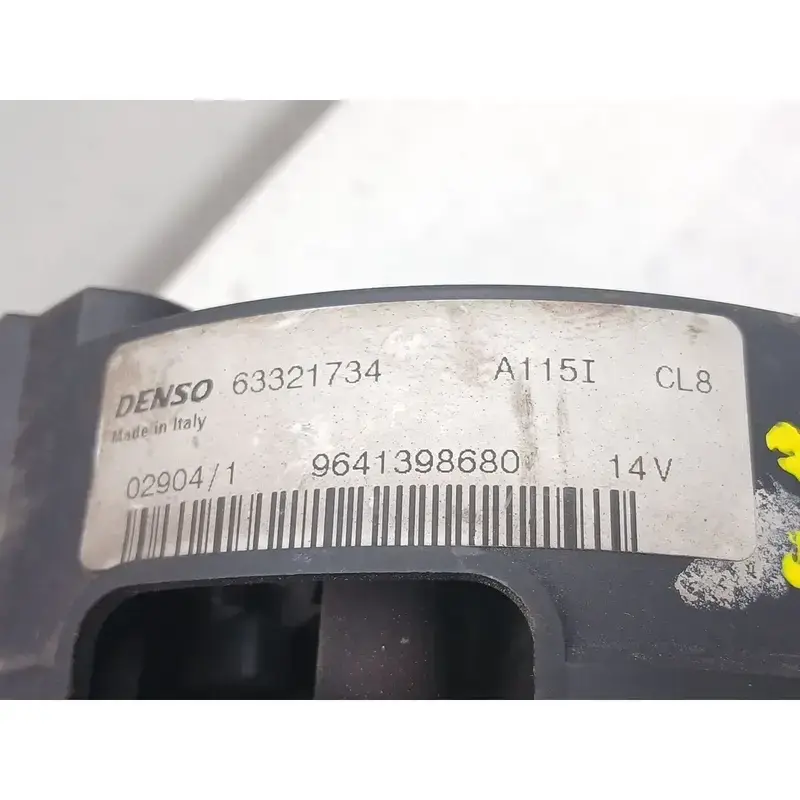 DENSO 63321734 A115I CL8
Made in Italy
02904/1 9641398680 14V